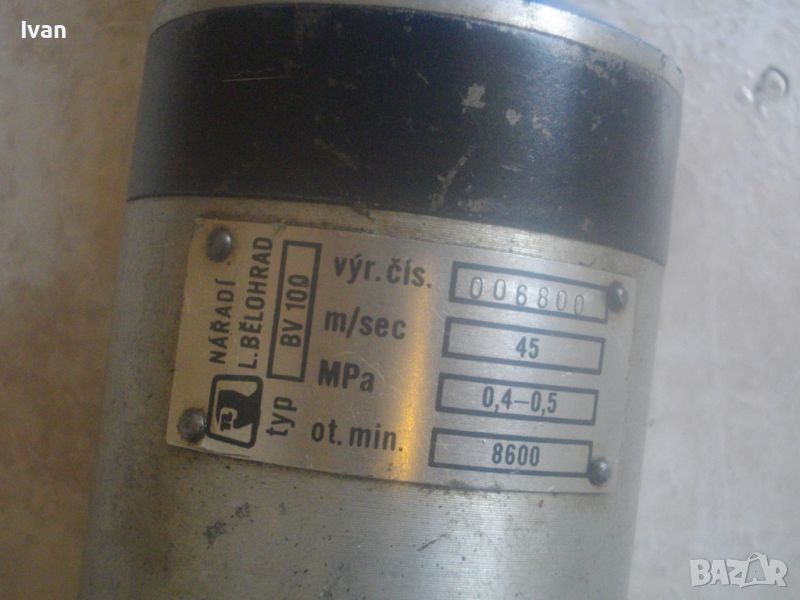 Ivan
NÁŘADÍ
L.BĚLOHRAD
typ BV 100
výr.čís. 006800
m/sec 45
MPa 0,4–0,5
ot.min. 8600
BAZAR